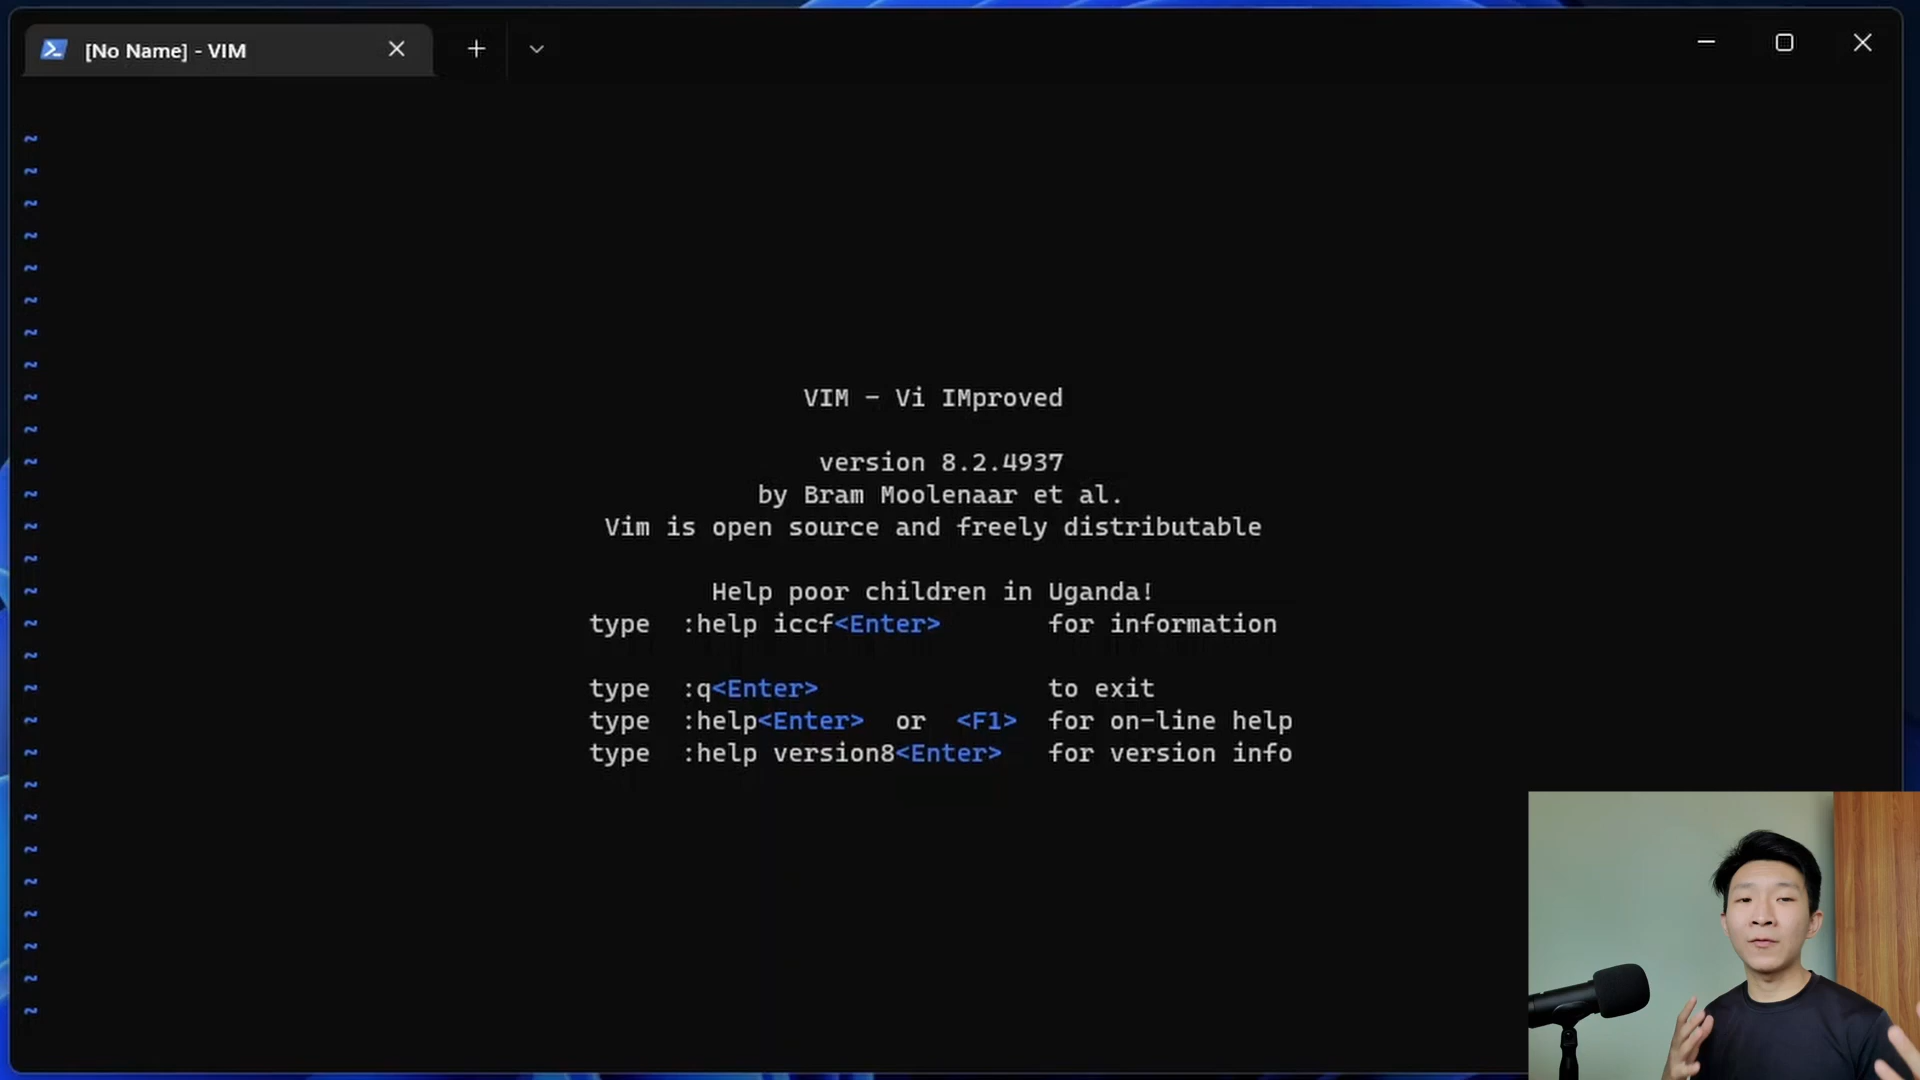 [No Name] - VIM
~
~
~
~
~
~
~
~
~
VIM - Vi IMproved
~
~
version 8.2.4937
~
by Bram Moolenaar et al.
~
Vim is open source and freely distributable
~
~
Help poor children in Uganda!
~
type :help iccf<Enter> for information
~
~
type :q<Enter> to exit
~
type :help<Enter> or <F1> for on-line help
~
type :help version8<Enter> for version info
~
~
~
~
~
~
~
~